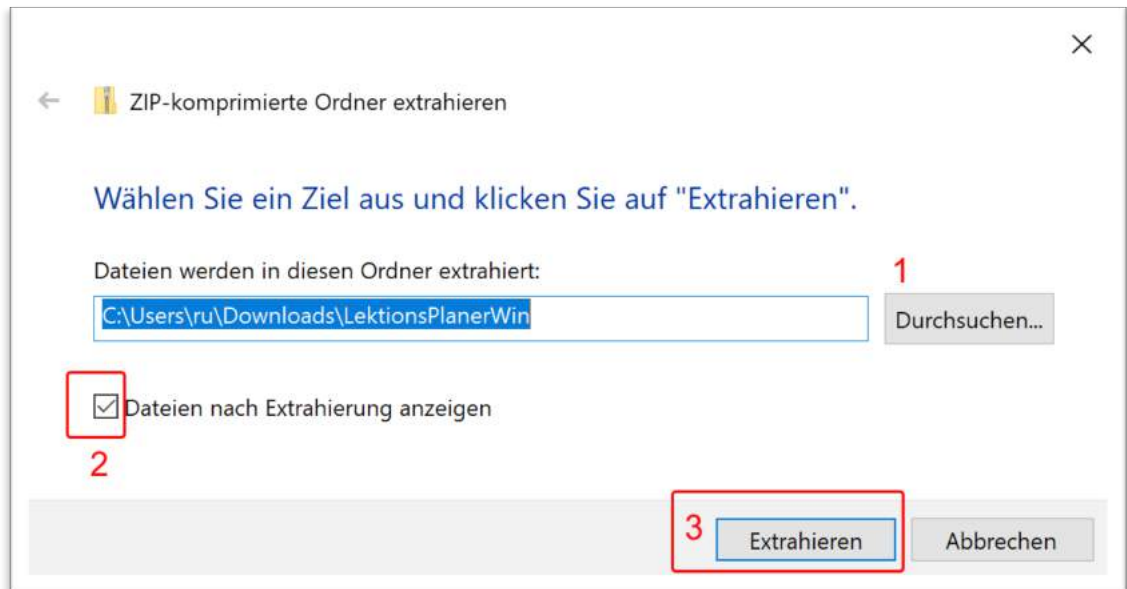 ZIP-komprimierte Ordner extrahieren
Wählen Sie ein Ziel aus und klicken Sie auf "Extrahieren".
Dateien werden in diesen Ordner extrahiert:
1
C:\Users\ru\Downloads\LektionsPlanerWin
Durchsuchen...
Dateien nach Extrahierung anzeigen
2
3
Extrahieren
Abbrechen